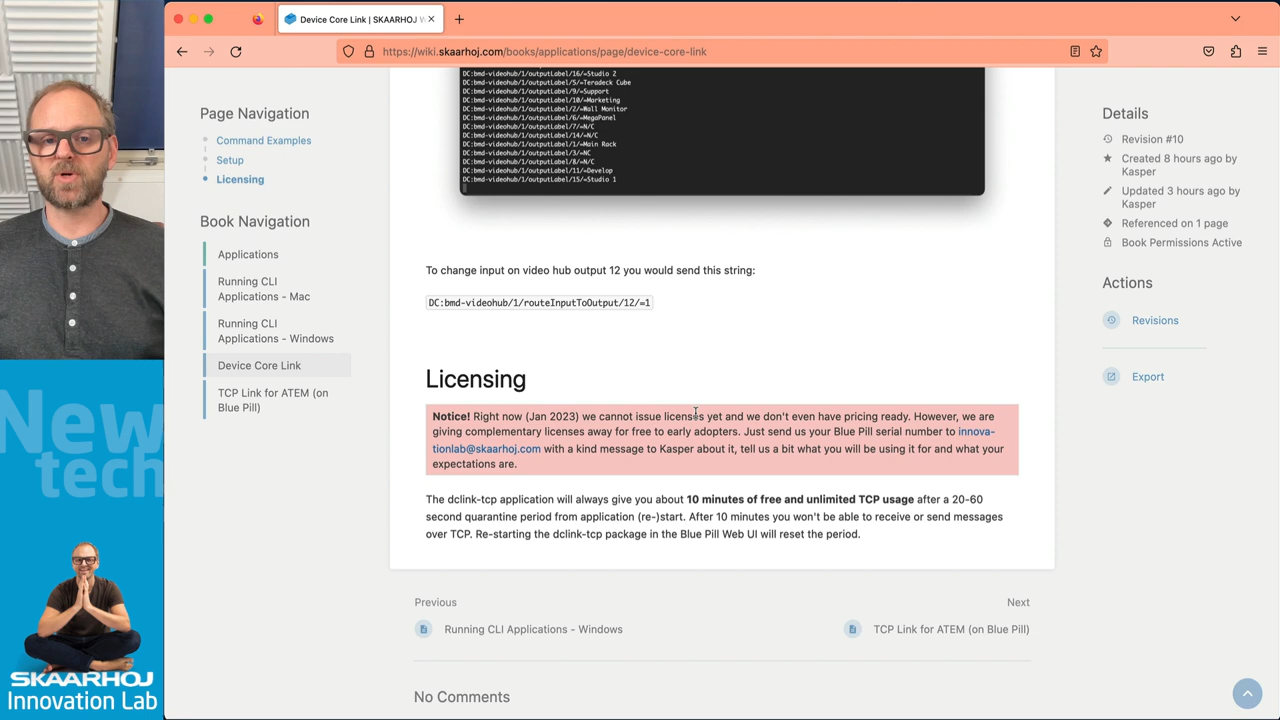 Device Core Link | SKAARHOJ W
https://wiki.skaarhoj.com/books/applications/page/device-core-link
Page Navigation
Command Examples
Setup
Licensing
Book Navigation
Applications
Running CLI
Applications - Mac
Running CLI
Applications - Windows
Device Core Link
TCP Link for ATEM (on
Blue Pill)
DC:bmd-videohub/1/outputLabel/16/=Studio 2
DC:bmd-videohub/1/outputLabel/5/=Teradeck Cube
DC:bmd-videohub/1/outputLabel/9/=Support
DC:bmd-videohub/1/outputLabel/10/=Marketing
DC:bmd-videohub/1/outputLabel/2/=Wall Monitor
DC:bmd-videohub/1/outputLabel/6/=MegaPanel
DC:bmd-videohub/1/outputLabel/7/=N/C
DC:bmd-videohub/1/outputLabel/14/=N/C
DC:bmd-videohub/1/outputLabel/1/=Main Rack
DC:bmd-videohub/1/outputLabel/3/=NC
DC:bmd-videohub/1/outputLabel/8/=N/C
DC:bmd-videohub/1/outputLabel/11/=Develop
DC:bmd-videohub/1/outputLabel/15/=Studio 1
To change input on video hub output 12 you would send this string:
DC:bmd-videohub/1/routeInputToOutput/12/=1
Licensing
Notice! Right now (Jan 2023) we cannot issue licenses yet and we don't even have pricing ready. However, we are
giving complementary licenses away for free to early adopters. Just send us your Blue Pill serial number to innova-
tionlab@skaarhoj.com with a kind message to Kasper about it, tell us a bit what you will be using it for and what your
expectations are.
The dclink-tcp application will always give you about 10 minutes of free and unlimited TCP usage after a 20-60
second quarantine period from application (re-)start. After 10 minutes you won't be able to receive or send messages
over TCP. Re-starting the dclink-tcp package in the Blue Pill Web UI will reset the period.
Previous
Running CLI Applications - Windows
Next
TCP Link for ATEM (on Blue Pill)
No Comments
Details
Revision #10
Created 8 hours ago by
Kasper
Updated 3 hours ago by
Kasper
Referenced on 1 page
Book Permissions Active
Actions
Revisions
Export
New
tech
SKAARHOJ
Innovation Lab